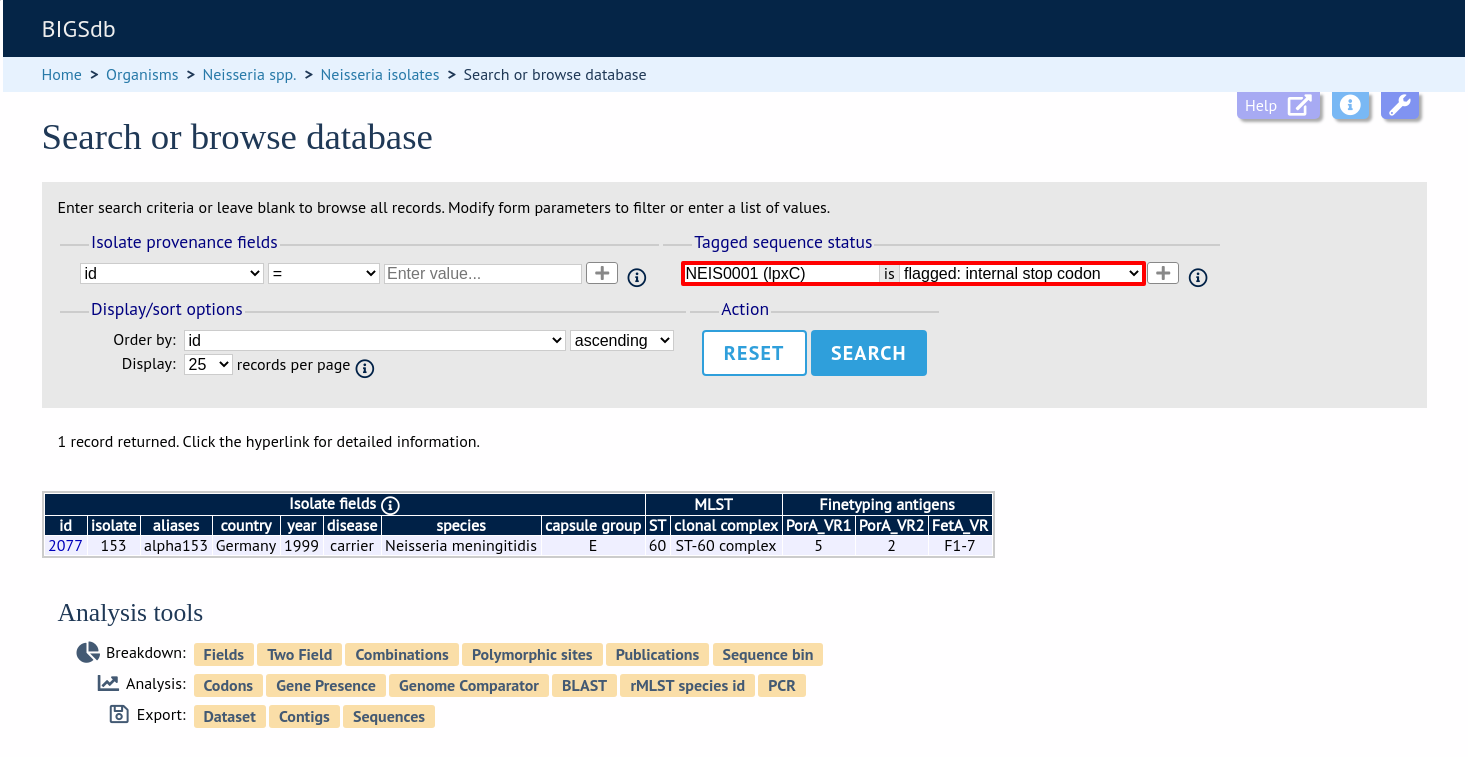 BIGSdb
Home > Organisms > Neisseria spp. > Neisseria isolates > Search or browse database
Help
Search or browse database
Enter search criteria or leave blank to browse all records. Modify form parameters to filter or enter a list of values.
Isolate provenance fields Tagged sequence status
id = Enter value... + NEIS0001 (lpxC) is flagged: internal stop codon +
Display/sort options Action
Order by: id ascending
Display: 25 records per page
RESET SEARCH
1 record returned. Click the hyperlink for detailed information.
Isolate fields MLST Finetyping antigens
id isolate aliases country year disease species capsule group ST clonal complex PorA_VR1 PorA_VR2 FetA_VR
2077 153 alpha153 Germany 1999 carrier Neisseria meningitidis E 60 ST-60 complex 5 2 F1-7
Analysis tools
Breakdown: Fields Two Field Combinations Polymorphic sites Publications Sequence bin
Analysis: Codons Gene Presence Genome Comparator BLAST rMLST species id PCR
Export: Dataset Contigs Sequences